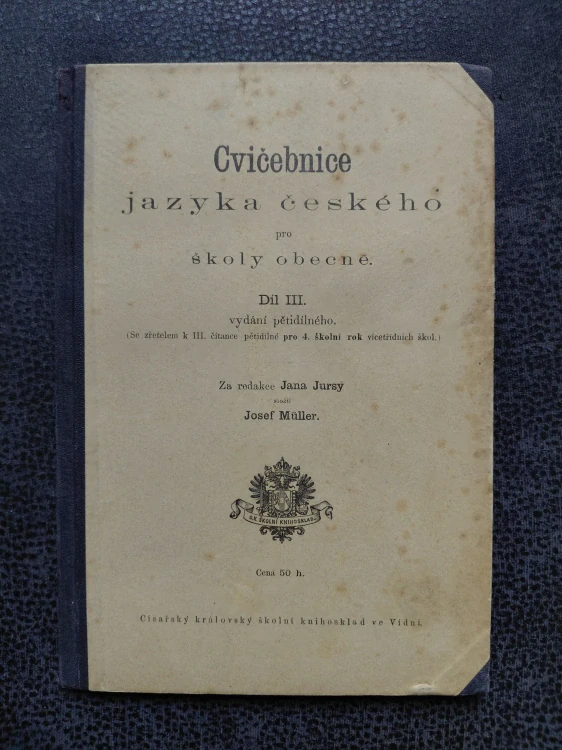 Cvičebnice
jazyka českého
pro
školy obecné.
Díl III.
vydání pětidílného.
(Se zřetelem k III. čítance pětidílné pro 4. školní rok vícetřídních škol.)
Za redakce Jana Jursy
složil
Josef Müller.
C.K. ŠKOLNÍ KNIHOSKLAD
Cena 50 h.
Císařský královský školní knihosklad ve Vídni.